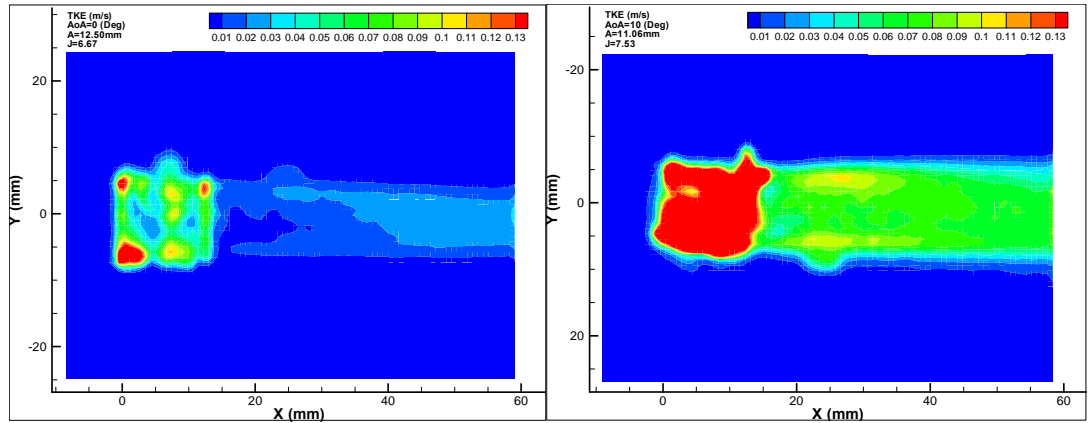 TKE (m/s)
AoA=0 (Deg)
A=12.50mm
J=6.67
0.01 0.02 0.03 0.04 0.05 0.06 0.07 0.08 0.09 0.1 0.11 0.12 0.13
20
0
-20
Y (mm)
0 20 40 60
X (mm)
TKE (m/s)
AoA=10 (Deg)
A=11.06mm
J=7.53
0.01 0.02 0.03 0.04 0.05 0.06 0.07 0.08 0.09 0.1 0.11 0.12 0.13
-20
0
20
Y (mm)
0 20 40 60
X (mm)